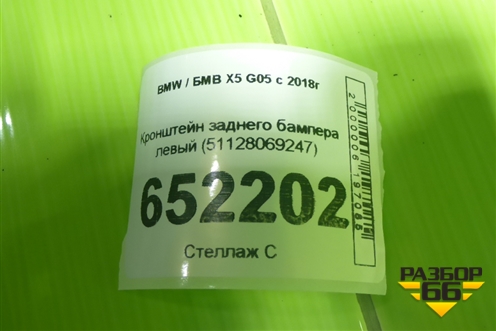 BMW / БМВ X5 G05 с 2018г
Кронштейн заднего бампера
левый (51128069247)
652202
Стеллаж С
2000006197066
РАЗБОР
66